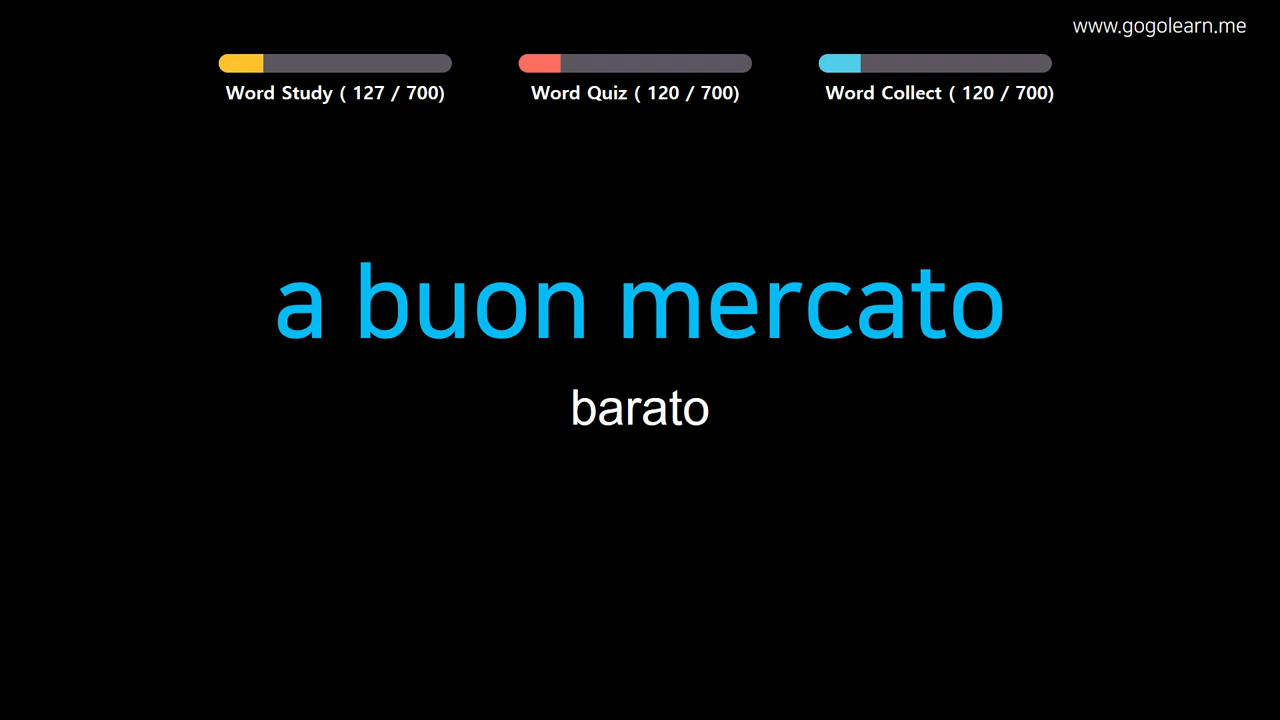 www.gogolearn.me
Word Study ( 127 / 700)
Word Quiz ( 120 / 700)
Word Collect ( 120 / 700)
a buon mercato
barato